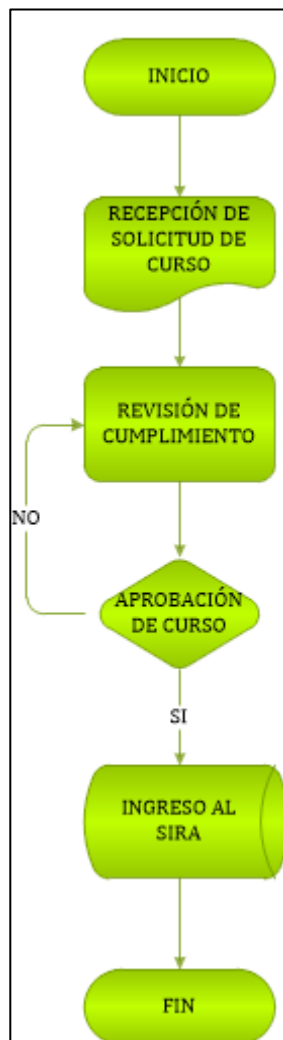 INICIO
RECEPCIÓN DE
SOLICITUD DE
CURSO
REVISIÓN DE
CUMPLIMIENTO
NO
APROBACIÓN
DE CURSO
SI
INGRESO AL
SIRA
FIN